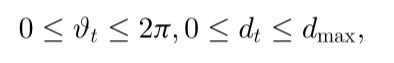 0 ≤ ϑ_t ≤ 2π, 0 ≤ d_t ≤ d_max,